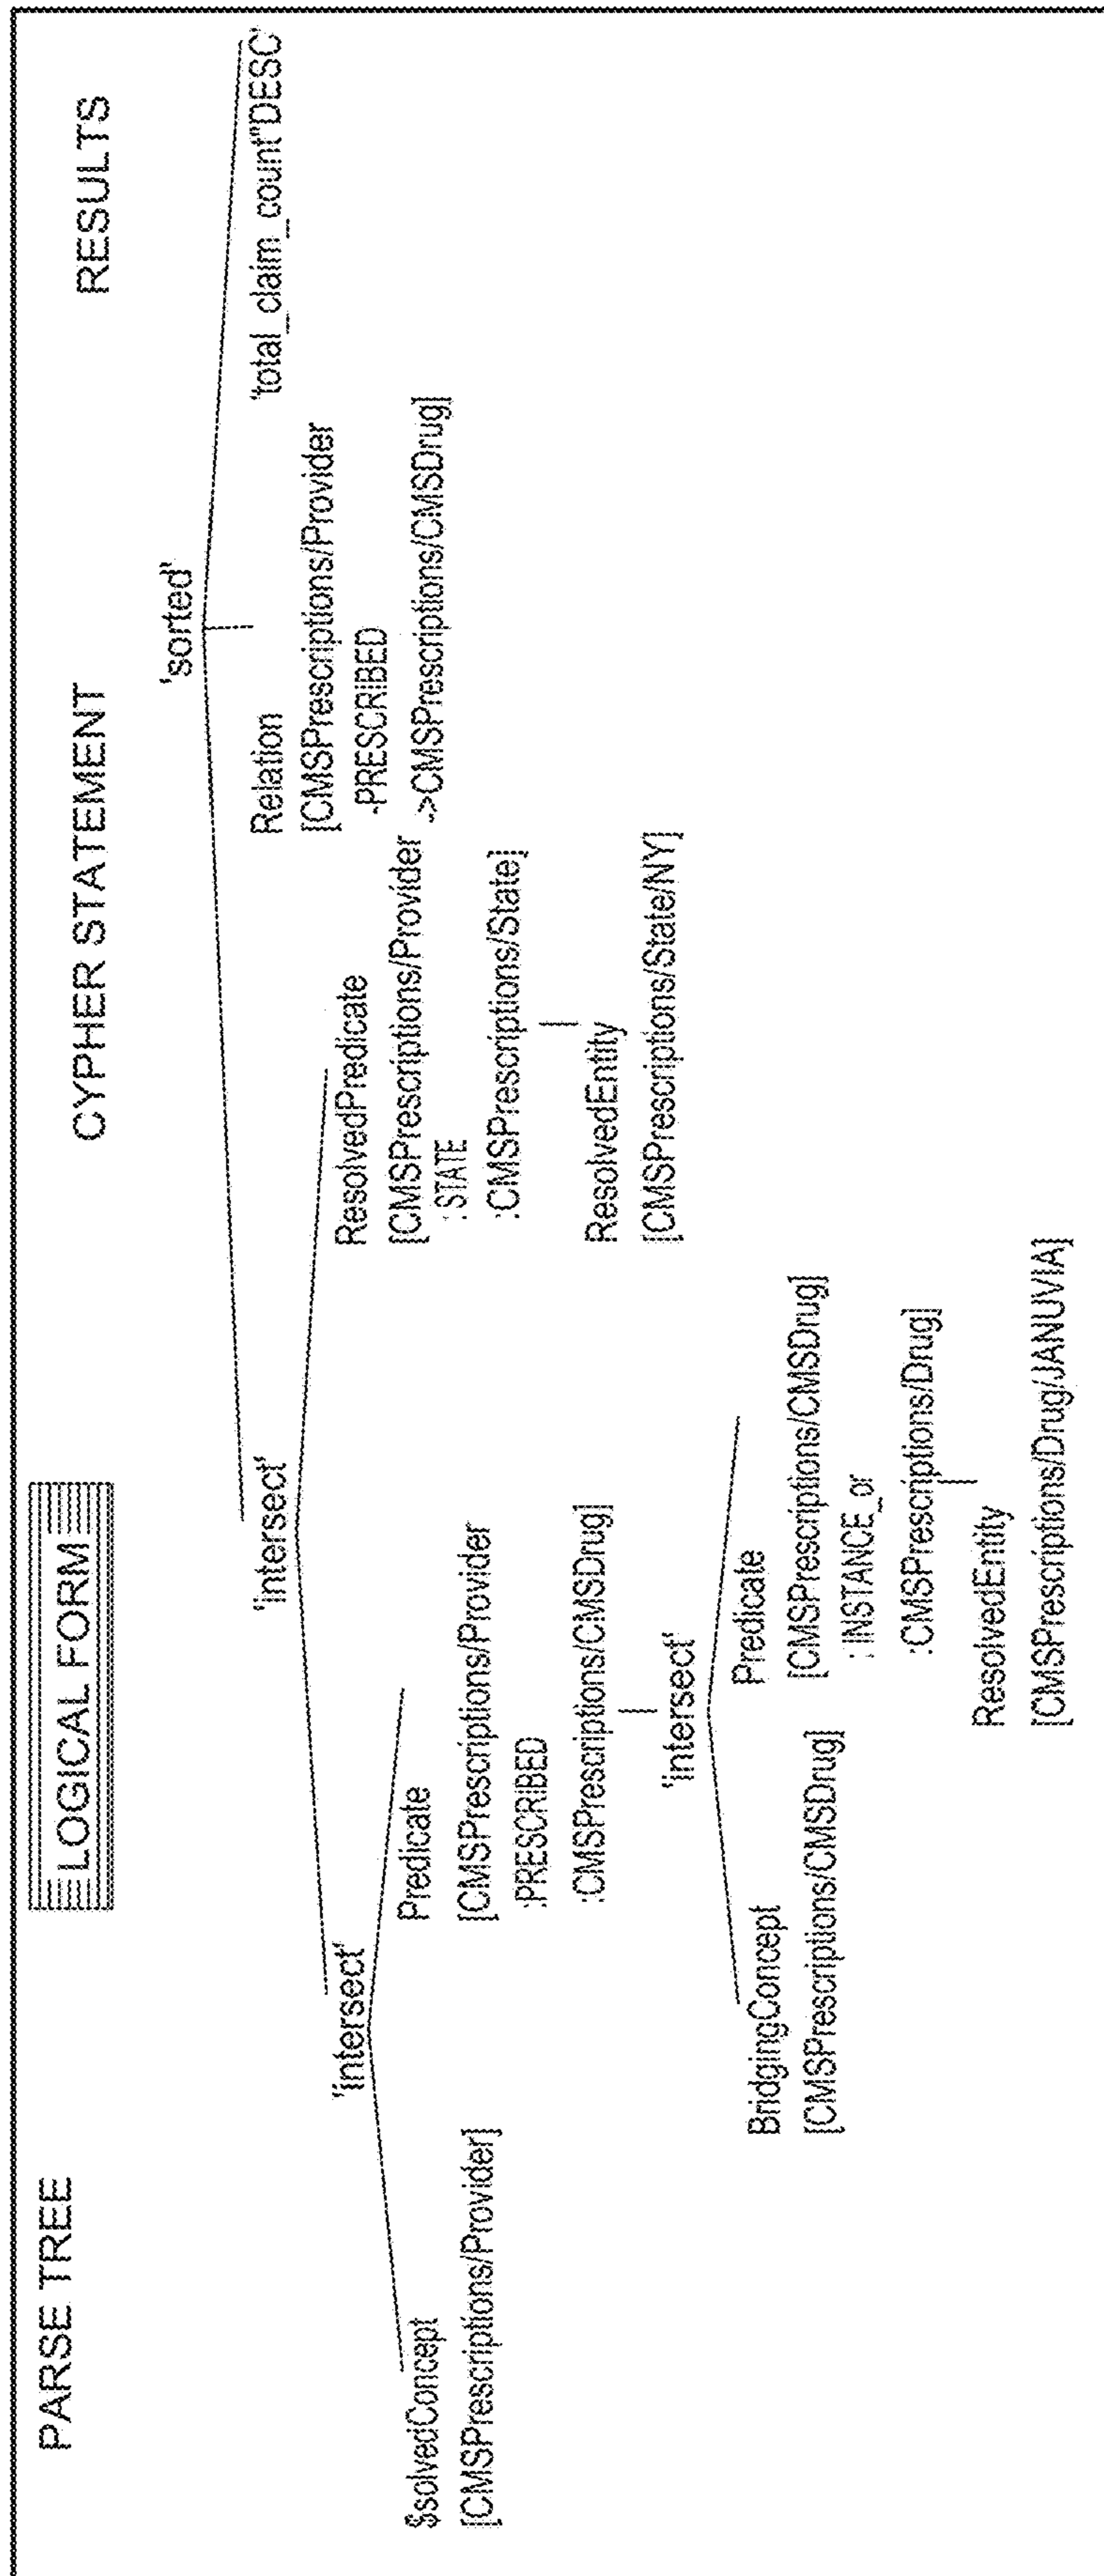 PARSE TREE
LOGICAL FORM
CYPHER STATEMENT
RESULTS
'sorted'
'intersect'
Relation
[CMSPrescriptions/Provider
-PRESCRIBED
->CMSPrescriptions/CMSDrug]
'total_claim_count"DESC'
'intersect'
ResolvedPredicate
[CMSPrescriptions/Provider
:STATE
:CMSPrescriptions/State]
ResolvedEntity
[CMSPrescriptions/State/NY]
$solvedConcept
[CMSPrescriptions/Provider]
Predicate
[CMSPrescriptions/Provider
:PRESCRIBED
:CMSPrescriptions/CMSDrug]
'intersect'
BridgingConcept
[CMSPrescriptions/CMSDrug]
Predicate
[CMSPrescriptions/CMSDrug]
:INSTANCE_or
:CMSPrescriptions/Drug]
ResolvedEntity
[CMSPrescriptions/Drug/JANUVIA]